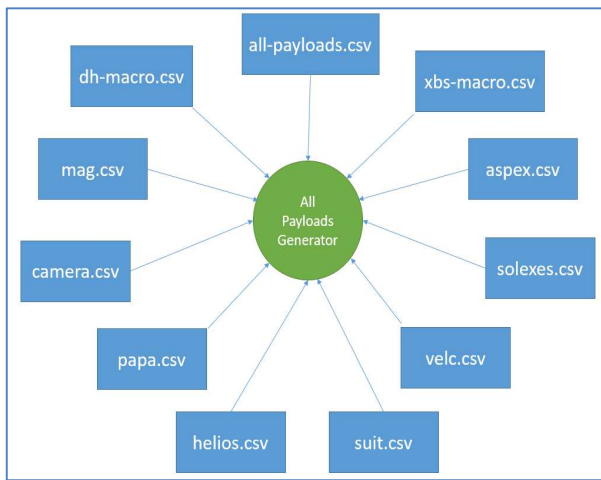 all-payloads.csv
dh-macro.csv
xbs-macro.csv
mag.csv
All
Payloads
Generator
aspex.csv
camera.csv
solexes.csv
papa.csv
velc.csv
helios.csv
suit.csv